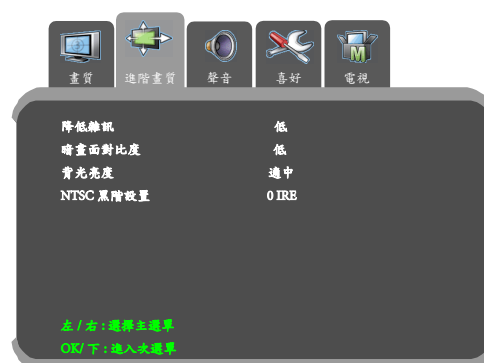 畫質 進階畫質 聲音 喜好 電視
降低雜訊 低
暗畫面對比度 低
背光亮度 適中
NTSC 黑階設置 0 IRE
左 / 右 : 選擇主選單
OK/ 下 : 進入次選單